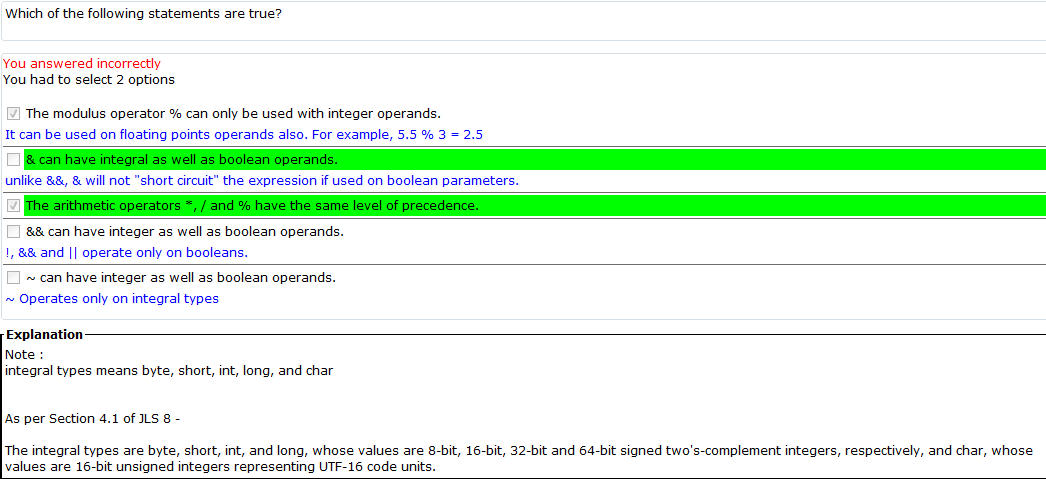 Which of the following statements are true?
You answered incorrectly
You had to select 2 options
The modulus operator % can only be used with integer operands.
It can be used on floating points operands also. For example, 5.5 % 3 = 2.5
& can have integral as well as boolean operands.
unlike &&, & will not "short circuit" the expression if used on boolean parameters.
The arithmetic operators *, / and % have the same level of precedence.
&& can have integer as well as boolean operands.
!, && and || operate only on booleans.
~ can have integer as well as boolean operands.
~ Operates only on integral types
Explanation
Note :
integral types means byte, short, int, long, and char
As per Section 4.1 of JLS 8 -
The integral types are byte, short, int, and long, whose values are 8-bit, 16-bit, 32-bit and 64-bit signed two's-complement integers, respectively, and char, whose
values are 16-bit unsigned integers representing UTF-16 code units.